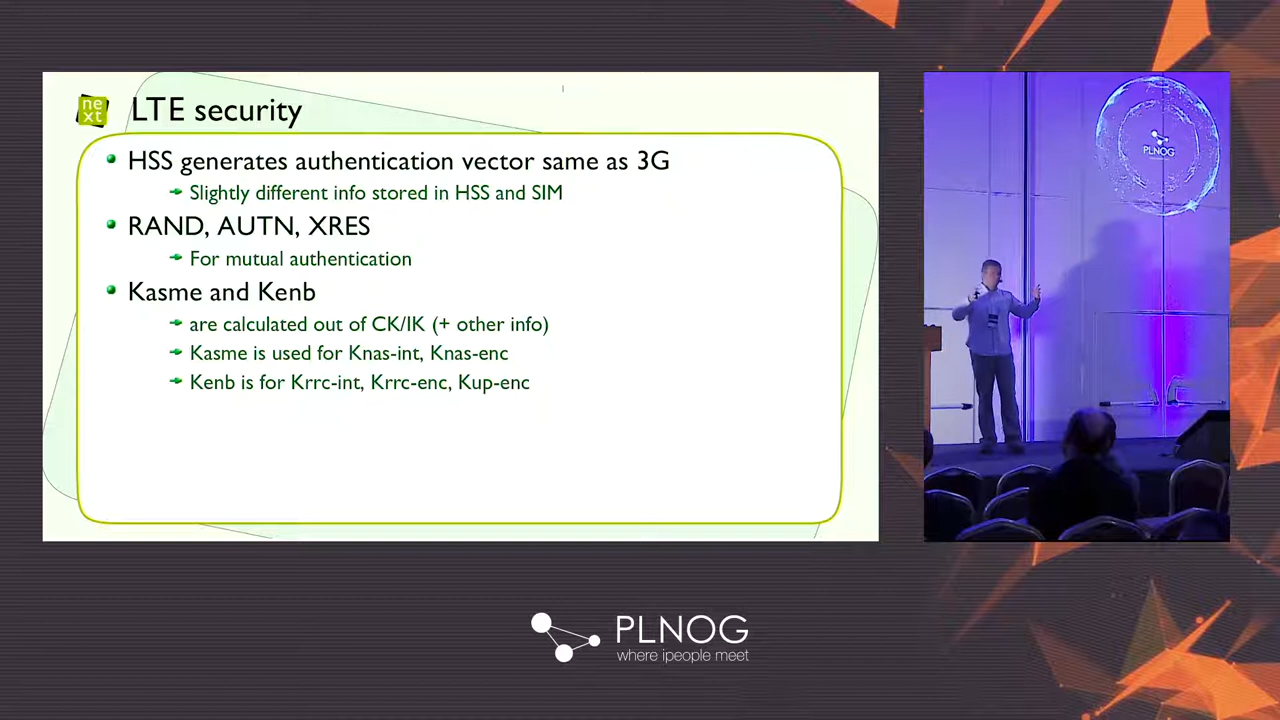 ne
xt
LTE security
HSS generates authentication vector same as 3G
Slightly different info stored in HSS and SIM
RAND, AUTN, XRES
For mutual authentication
Kasme and Kenb
are calculated out of CK/IK (+ other info)
Kasme is used for Knas-int, Knas-enc
Kenb is for Krrc-int, Krrc-enc, Kup-enc
PLNOG
PLNOG
where ipeople meet